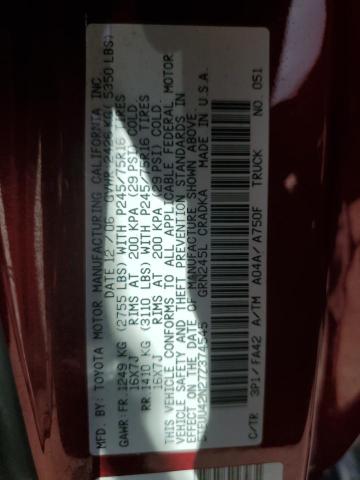 MFD. BY: TOYOTA MOTOR MANUFACTURING CALIFORNIA INC.
DATE 12 / 06 GVWR 2426 KG ( 5350 LBS)
GAWR: FR. 1249 KG (2755 LBS) WITH P245/75R16 TIRES
16X7J RIMS AT 200 KPA (29 PSI) COLD
RR 1410 KG (3110 LBS) WITH P245/75R16 TIRES
16X7J RIMS AT 200 KPA (29 PSI) COLD
THIS VEHICLE CONFORMS TO ALL APPLICABLE FEDERAL MOTOR
VEHICLE SAFETY AND THEFT PREVENTION STANDARDS IN
EFFECT ON THE DATE OF MANUFACTURE SHOWN ABOVE.
GRN245L CRADKA MADE IN U.S.A.
C/TR 3P1/FA42 A/TM A04A/A750F TRUCK NO 051